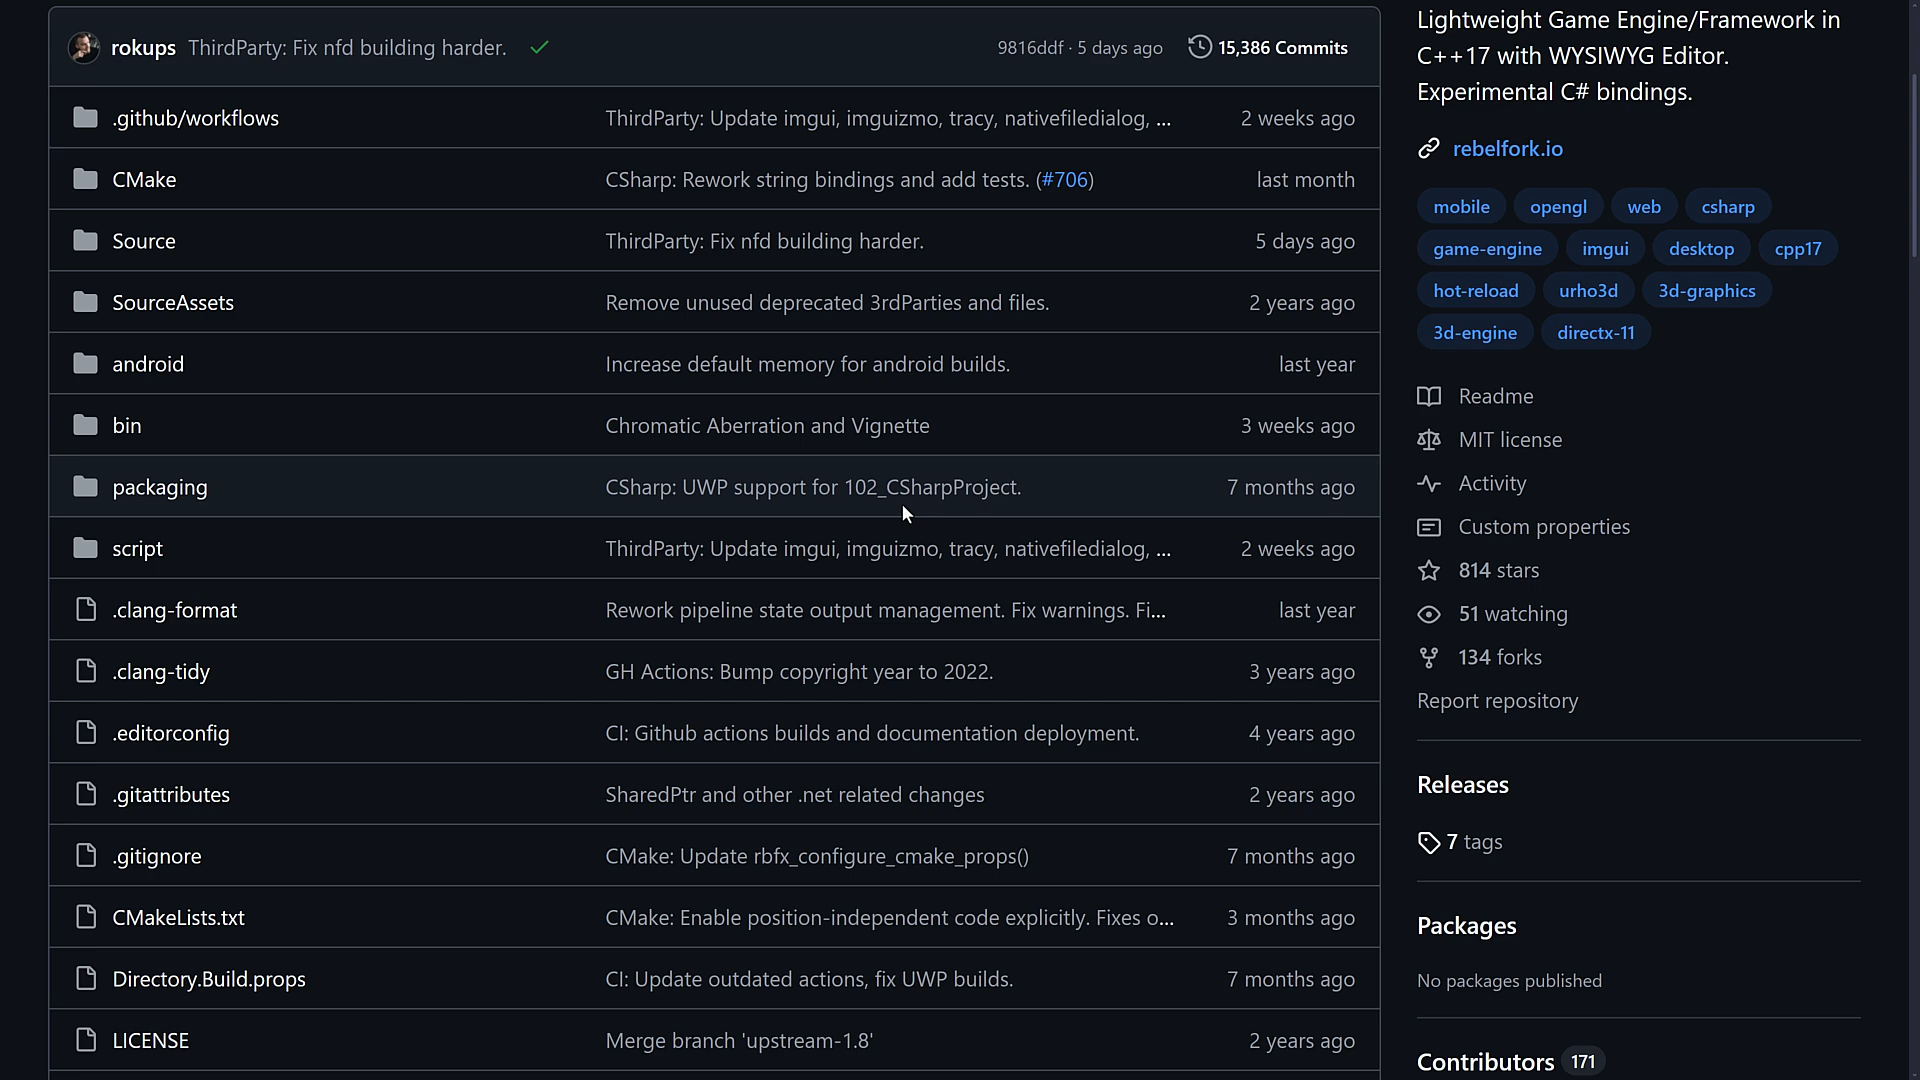 rokups ThirdParty: Fix nfd building harder. 9816ddf · 5 days ago 15,386 Commits
.github/workflows ThirdParty: Update imgui, imguizmo, tracy, nativefiledialog, ... 2 weeks ago
CMake CSharp: Rework string bindings and add tests. (#706) last month
Source ThirdParty: Fix nfd building harder. 5 days ago
SourceAssets Remove unused deprecated 3rdParties and files. 2 years ago
android Increase default memory for android builds. last year
bin Chromatic Aberration and Vignette 3 weeks ago
packaging CSharp: UWP support for 102_CSharpProject. 7 months ago
script ThirdParty: Update imgui, imguizmo, tracy, nativefiledialog, ... 2 weeks ago
.clang-format Rework pipeline state output management. Fix warnings. Fi... last year
.clang-tidy GH Actions: Bump copyright year to 2022. 3 years ago
.editorconfig CI: Github actions builds and documentation deployment. 4 years ago
.gitattributes SharedPtr and other .net related changes 2 years ago
.gitignore CMake: Update rbfx_configure_cmake_props() 7 months ago
CMakeLists.txt CMake: Enable position-independent code explicitly. Fixes o... 3 months ago
Directory.Build.props CI: Update outdated actions, fix UWP builds. 7 months ago
LICENSE Merge branch 'upstream-1.8' 2 years ago
Lightweight Game Engine/Framework in
C++17 with WYSIWYG Editor.
Experimental C# bindings.
rebelfork.io
mobile opengl web csharp
game-engine imgui desktop cpp17
hot-reload urho3d 3d-graphics
3d-engine directx-11
Readme
MIT license
Activity
Custom properties
814 stars
51 watching
134 forks
Report repository
Releases
7 tags
Packages
No packages published
Contributors 171